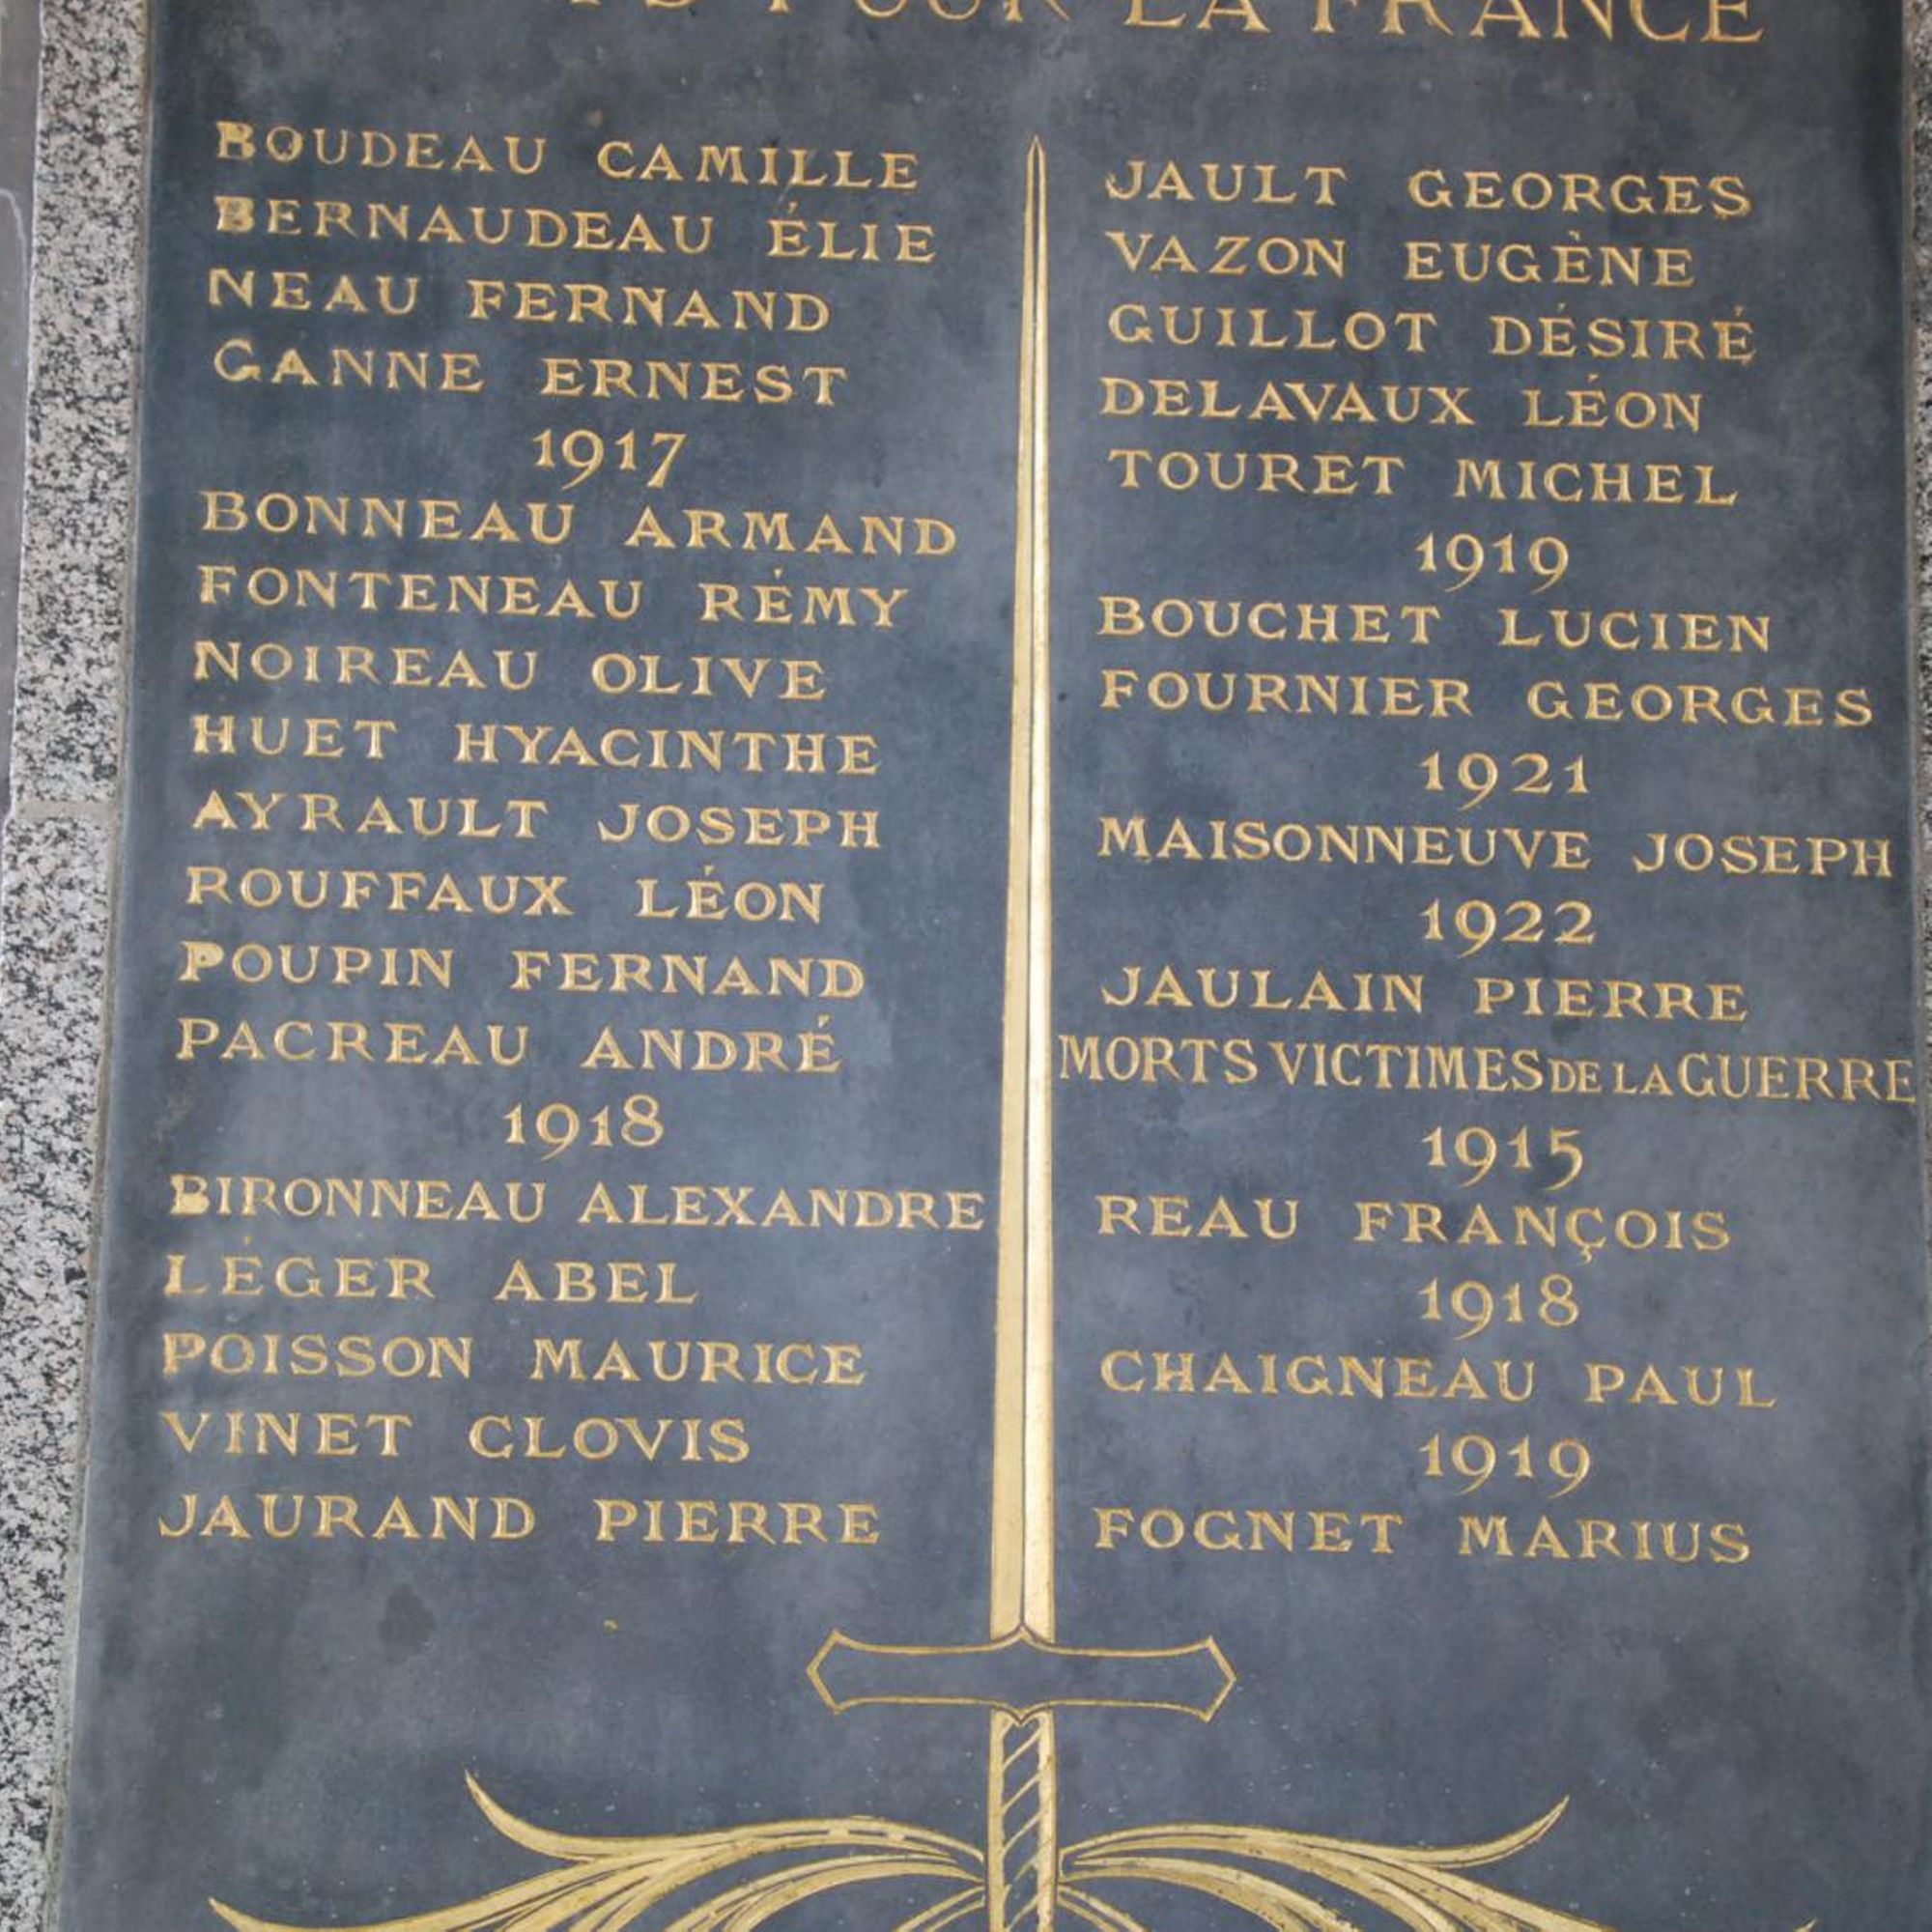 POUR LA FRANCE
BOUDEAU CAMILLE
BERNAUDEAU ÉLIE
NEAU FERNAND
GANNE ERNEST
1917
BONNEAU ARMAND
FONTENEAU RÉMY
NOIREAU OLIVE
HUET HYACINTHE
AYRAULT JOSEPH
ROUFFAUX LÉON
POUPIN FERNAND
PACREAU ANDRÉ
1918
BIRONNEAU ALEXANDRE
LÉGER ABEL
POISSON MAURICE
VINET CLOVIS
JAURAND PIERRE
JAULT GEORGES
VAZON EUGÈNE
GUILLOT DÉSIRÉ
DELAVAUX LÉON
TOURET MICHEL
1919
BOUCHET LUCIEN
FOURNIER GEORGES
1921
MAISONNEUVE JOSEPH
1922
JAULAIN PIERRE
MORTS VICTIMES DE LA GUERRE
1915
REAU FRANÇOIS
1918
CHAIGNEAU PAUL
1919
FOGNET MARIUS